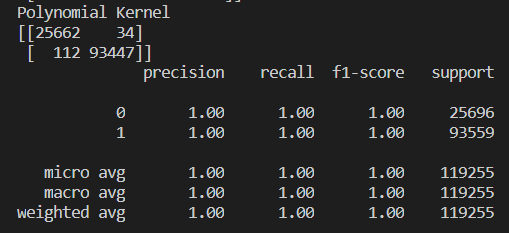 Polynomial Kernel
[[25662    34]
 [  112 93447]]
              precision    recall  f1-score   support

           0       1.00      1.00      1.00     25696
           1       1.00      1.00      1.00     93559

   micro avg       1.00      1.00      1.00    119255
   macro avg       1.00      1.00      1.00    119255
weighted avg       1.00      1.00      1.00    119255